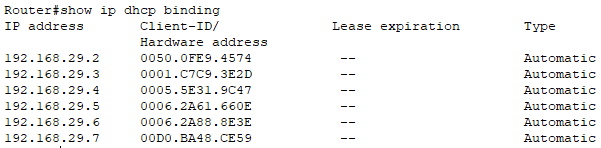 Router#show ip dhcp binding
IP address       Client-ID/              Lease expiration        Type
                 Hardware address
192.168.29.2     0050.0FE9.4574           --                     Automatic
192.168.29.3     0001.C7C9.3E2D           --                     Automatic
192.168.29.4     0005.5E31.9C47           --                     Automatic
192.168.29.5     0006.2A61.660E           --                     Automatic
192.168.29.6     0006.2A88.8E3E           --                     Automatic
192.168.29.7     00D0.BA48.CE59           --                     Automatic